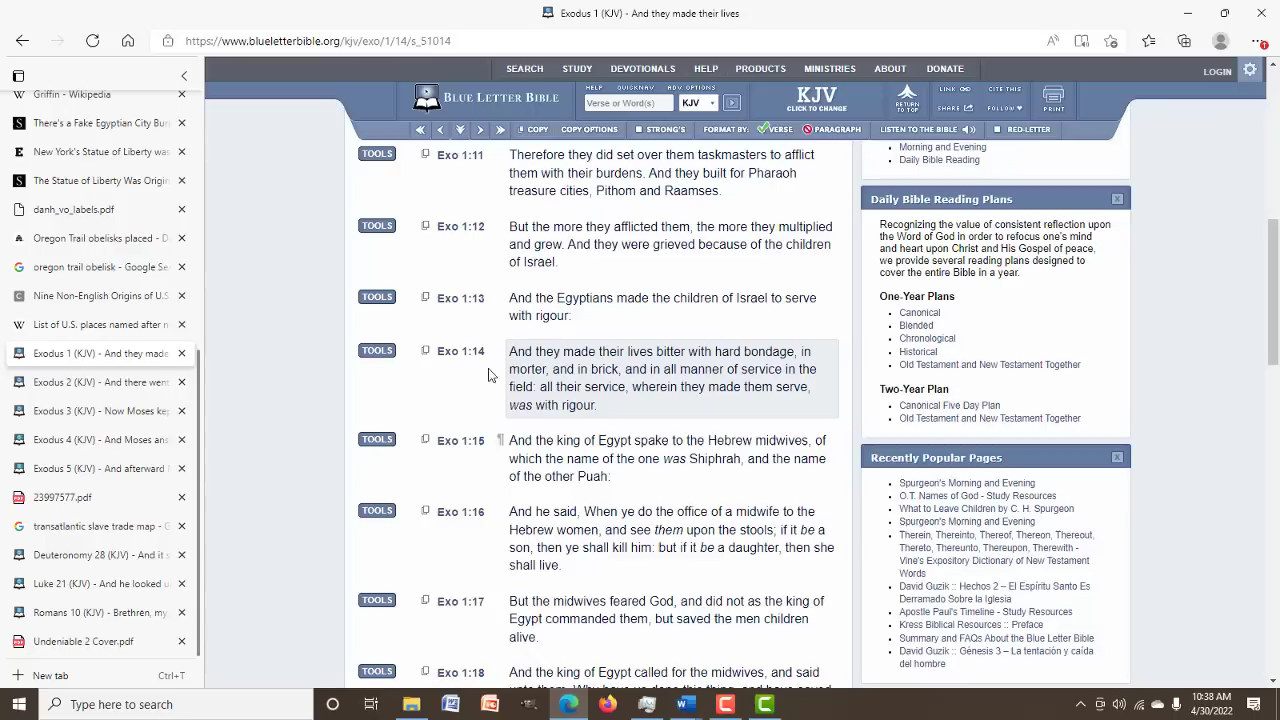 Exodus 1 (KJV) - And they made their lives
https://www.blueletterbible.org/kjv/exo/1/14/s_51014
Griffin - Wikipedia
There's a Fake Egyptian City Bur
New York's Statue of Liberty was
The Statue of Liberty Was Origin
danh_vo_labels.pdf
Oregon Trail obelisks placed - D
oregon trail obelisk - Google Se
Nine Non-English Origins of U.S
List of U.S. places named after n
Exodus 1 (KJV) - And they made
Exodus 2 (KJV) - And there went
Exodus 3 (KJV) - Now Moses kep
Exodus 4 (KJV) - And Moses ans
Exodus 5 (KJV) - And afterward
23997577.pdf
transatlantic slave trade map - G
Deuteronomy 28 (KJV) - And it s
Luke 21 (KJV) - And he looked u
Romans 10 (KJV) - Brethren, my
Undeniable 2 Cover.pdf
New tab Ctrl+T
SEARCH STUDY DEVOTIONALS HELP PRODUCTS MINISTRIES ABOUT DONATE
LOGIN
BLUE LETTER BIBLE
HELP QUICKNAV ADV. OPTIONS
Verse or Word(s) KJV
KJV
CLICK TO CHANGE
RETURN
TO TOP
LINK CITE THIS
SHARE FOLLOW
PRINT
COPY COPY OPTIONS STRONG'S FORMAT BY: VERSE PARAGRAPH LISTEN TO THE BIBLE RED-LETTER
TOOLS Exo 1:11 Therefore they did set over them taskmasters to afflict
them with their burdens. And they built for Pharaoh
treasure cities, Pithom and Raamses.
TOOLS Exo 1:12 But the more they afflicted them, the more they multiplied
and grew. And they were grieved because of the children
of Israel.
TOOLS Exo 1:13 And the Egyptians made the children of Israel to serve
with rigour:
TOOLS Exo 1:14 And they made their lives bitter with hard bondage, in
morter, and in brick, and in all manner of service in the
field: all their service, wherein they made them serve,
was with rigour.
TOOLS Exo 1:15 ¶ And the king of Egypt spake to the Hebrew midwives, of
which the name of the one was Shiphrah, and the name
of the other Puah:
TOOLS Exo 1:16 And he said, When ye do the office of a midwife to the
Hebrew women, and see them upon the stools; if it be a
son, then ye shall kill him: but if it be a daughter, then she
shall live.
TOOLS Exo 1:17 But the midwives feared God, and did not as the king of
Egypt commanded them, but saved the men children
alive.
TOOLS Exo 1:18 And the king of Egypt called for the midwives, and said
Morning and Evening
Daily Bible Reading
Daily Bible Reading Plans
Recognizing the value of consistent reflection upon
the Word of God in order to refocus one's mind
and heart upon Christ and His Gospel of peace,
we provide several reading plans designed to
cover the entire Bible in a year.
One-Year Plans
Canonical
Blended
Chronological
Historical
Old Testament and New Testament Together
Two-Year Plan
Canonical Five Day Plan
Old Testament and New Testament Together
Recently Popular Pages
Spurgeon's Morning and Evening
O.T. Names of God - Study Resources
What to Leave Children by C. H. Spurgeon
Spurgeon's Morning and Evening
Therein, Thereinto, Thereof, Thereon, Thereout,
Thereto, Thereunto, Thereupon, Therewith -
Vine's Expository Dictionary of New Testament
Words
David Guzik :: Hechos 2 – El Espíritu Santo Es
Derramado Sobre la Iglesia
Apostle Paul's Timeline - Study Resources
Kress Biblical Resources :: Preface
Summary and FAQs About the Blue Letter Bible
David Guzik :: Génesis 3 – La tentación y caída
del hombre
Type here to search
10:38 AM
4/30/2022